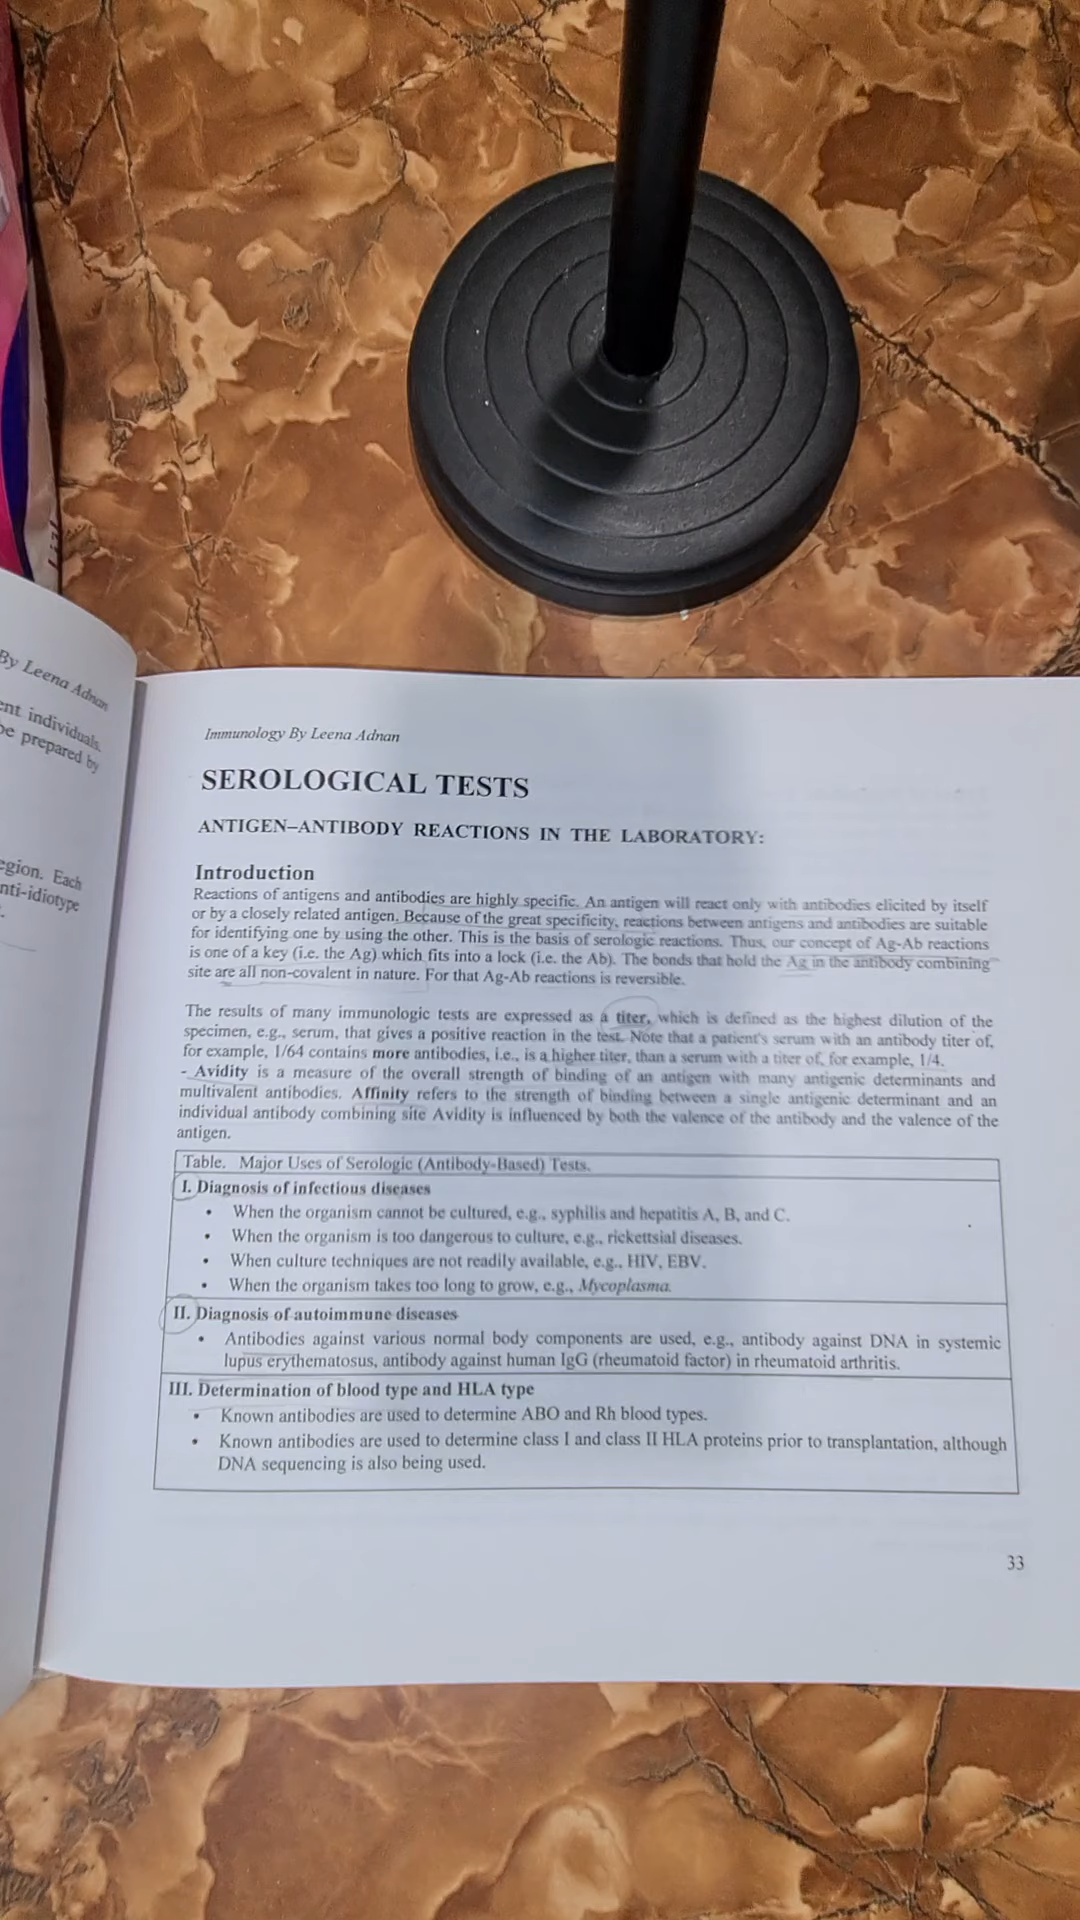 By Leena Adnan
ent individuals.
be prepared by
egion. Each
nti-idiotype
Immunology By Leena Adnan
SEROLOGICAL TESTS
ANTIGEN–ANTIBODY REACTIONS IN THE LABORATORY:
Introduction
Reactions of antigens and antibodies are highly specific. An antigen will react only with antibodies elicited by itself
or by a closely related antigen. Because of the great specificity, reactions between antigens and antibodies are suitable
for identifying one by using the other. This is the basis of serologic reactions. Thus, our concept of Ag-Ab reactions
is one of a key (i.e. the Ag) which fits into a lock (i.e. the Ab). The bonds that hold the Ag in the antibody combining
site are all non-covalent in nature. For that Ag-Ab reactions is reversible.
The results of many immunologic tests are expressed as a titer, which is defined as the highest dilution of the
specimen, e.g., serum, that gives a positive reaction in the test. Note that a patient's serum with an antibody titer of,
for example, 1/64 contains more antibodies, i.e., is a higher titer, than a serum with a titer of, for example, 1/4.
- Avidity is a measure of the overall strength of binding of an antigen with many antigenic determinants and
multivalent antibodies. Affinity refers to the strength of binding between a single antigenic determinant and an
individual antibody combining site Avidity is influenced by both the valence of the antibody and the valence of the
antigen.
Table. Major Uses of Serologic (Antibody-Based) Tests.
I. Diagnosis of infectious diseases
• When the organism cannot be cultured, e.g., syphilis and hepatitis A, B, and C.
• When the organism is too dangerous to culture, e.g., rickettsial diseases.
• When culture techniques are not readily available, e.g., HIV, EBV.
• When the organism takes too long to grow, e.g., Mycoplasma.
II. Diagnosis of autoimmune diseases
• Antibodies against various normal body components are used, e.g., antibody against DNA in systemic
lupus erythematosus, antibody against human IgG (rheumatoid factor) in rheumatoid arthritis.
III. Determination of blood type and HLA type
• Known antibodies are used to determine ABO and Rh blood types.
• Known antibodies are used to determine class I and class II HLA proteins prior to transplantation, although
DNA sequencing is also being used.
33